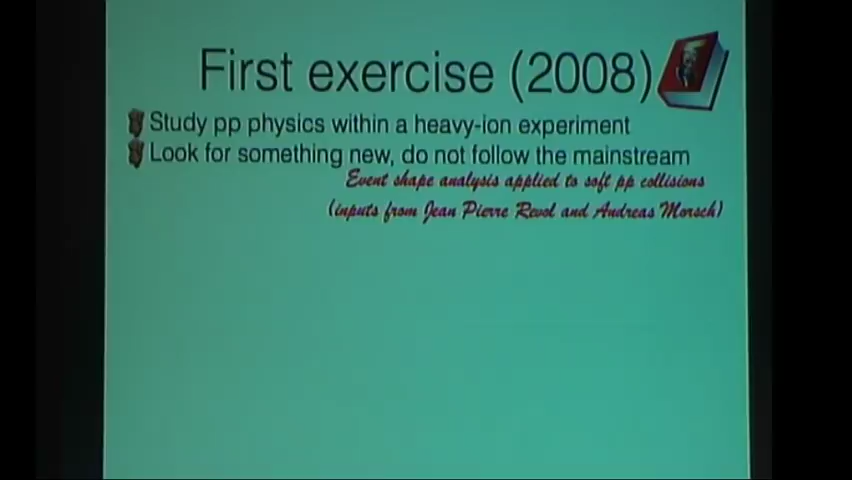 First exercise (2008)
Study pp physics within a heavy-ion experiment
Look for something new, do not follow the mainstream
Event shape analysis applied to soft pp collisions
(inputs from Jean Pierre Revol and Andreas Morsch)